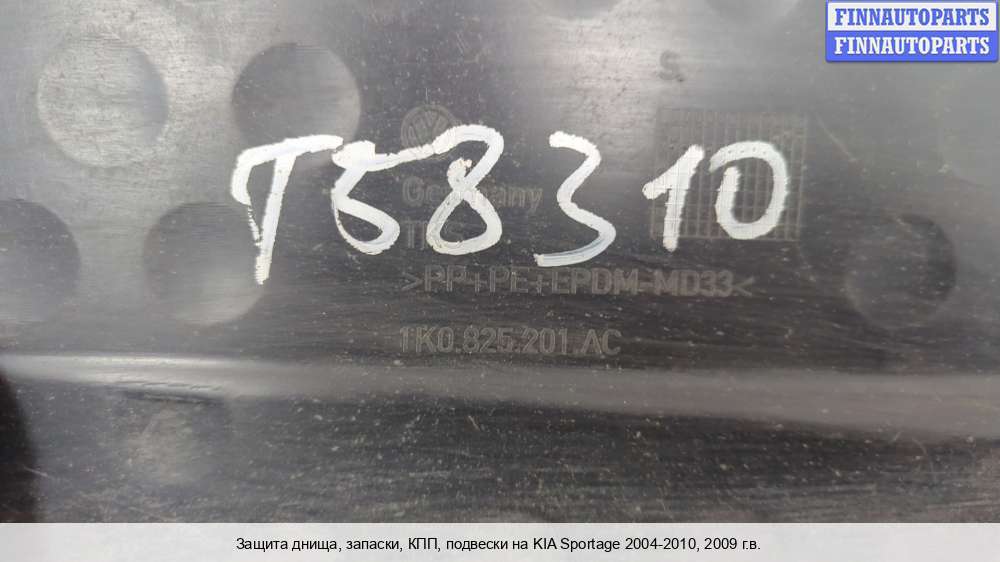 FINNAUTOPARTS
FINNAUTOPARTS
S
T58310
Germany
>PP+PE+EPDM-MD33<
1K0.825.201.AC
Защита днища, запаски, КПП, подвески на KIA Sportage 2004-2010, 2009 г.в.